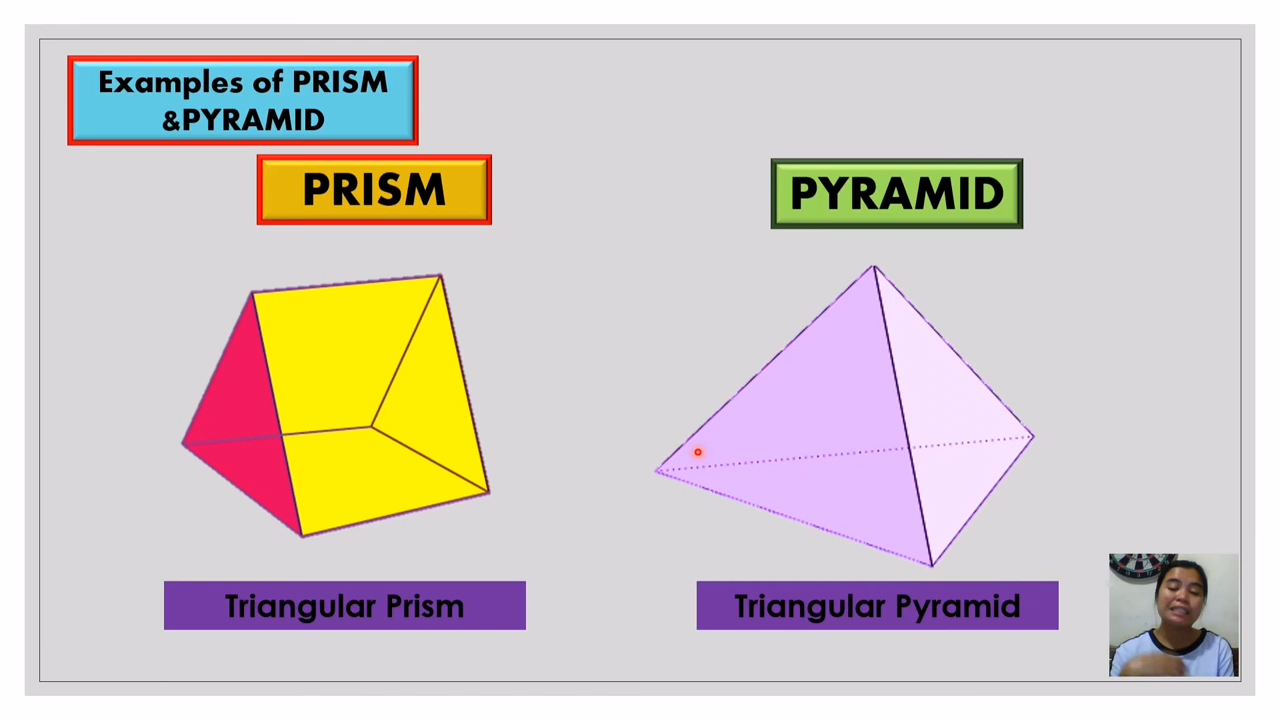 Examples of PRISM
&PYRAMID
PRISM
PYRAMID
Triangular Prism
Triangular Pyramid